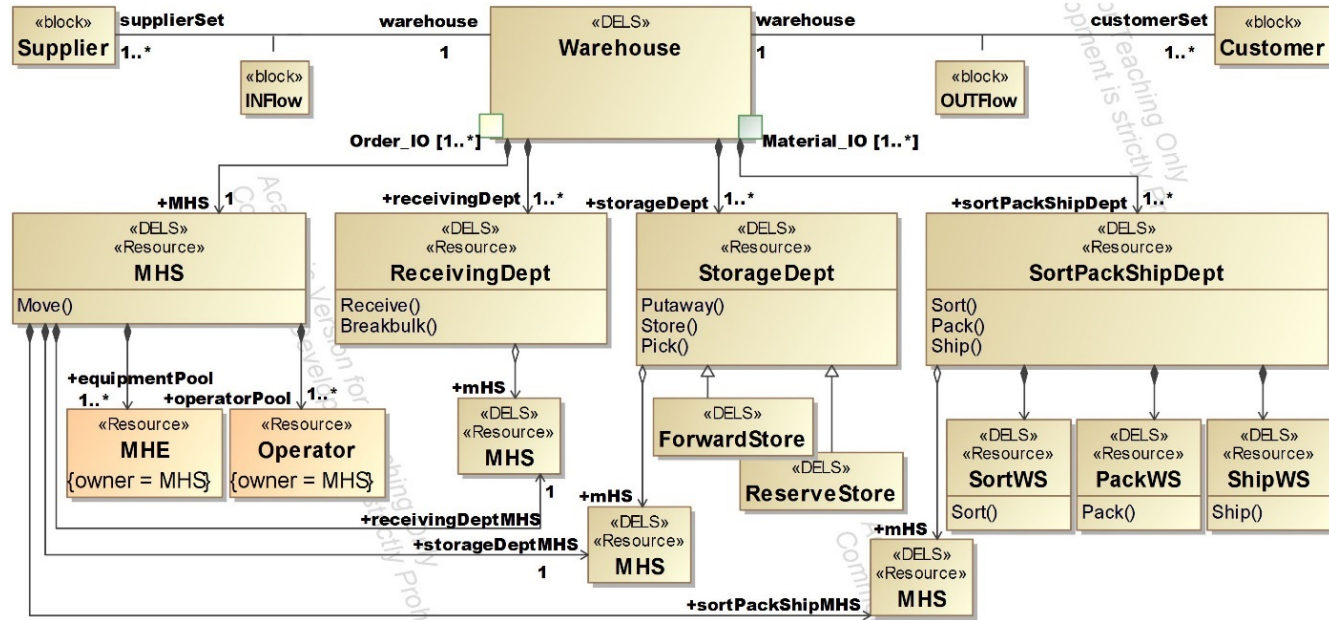 «block»
Supplier
supplierSet
1..*
«block»
INFlow
warehouse
1
«DELS»
Warehouse
warehouse
1
«block»
OUTFlow
customerSet
1..*
«block»
Customer
Order_IO [1..*]
Material_IO [1..*]
+MHS
1
+receivingDept
1..*
+storageDept
1..*
+sortPackShipDept
1..*
«DELS»
«Resource»
MHS
Move()
«DELS»
«Resource»
ReceivingDept
Receive()
Breakbulk()
«DELS»
«Resource»
StorageDept
Putaway()
Store()
Pick()
«DELS»
«Resource»
SortPackShipDept
Sort()
Pack()
Ship()
+equipmentPool
1..*
+operatorPool
1..*
«Resource»
MHE
{owner = MHS}
«Resource»
Operator
{owner = MHS}
+mHS
«DELS»
«Resource»
MHS
1
+receivingDeptMHS
«DELS»
ForwardStore
«DELS»
ReserveStore
+mHS
«DELS»
«Resource»
MHS
+storageDeptMHS
1
«DELS»
«Resource»
SortWS
Sort()
«DELS»
«Resource»
PackWS
Pack()
«DELS»
«Resource»
ShipWS
Ship()
+mHS
«DELS»
«Resource»
MHS
+sortPackShipMHS